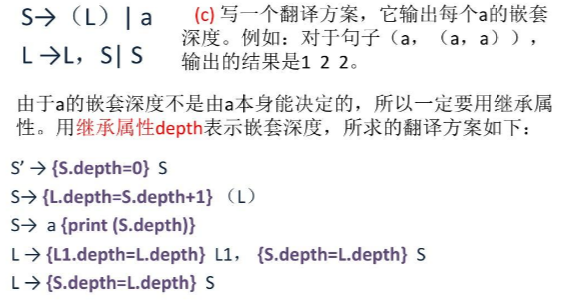 S→（L）| a
L→L，S| S
(c) 写一个翻译方案，它输出每个a的嵌套
深度。例如：对于句子（a，（a，a）），
输出的结果是1 2 2。
由于a的嵌套深度不是由a本身能决定的，所以一定要用继承属
性。用继承属性depth表示嵌套深度，所求的翻译方案如下：
S’→ {S.depth=0} S
S→ {L.depth=S.depth+1} （L）
S→ a {print (S.depth)}
L→ {L1.depth=L.depth} L1， {S.depth=L.depth} S
L→ {S.depth=L.depth} S